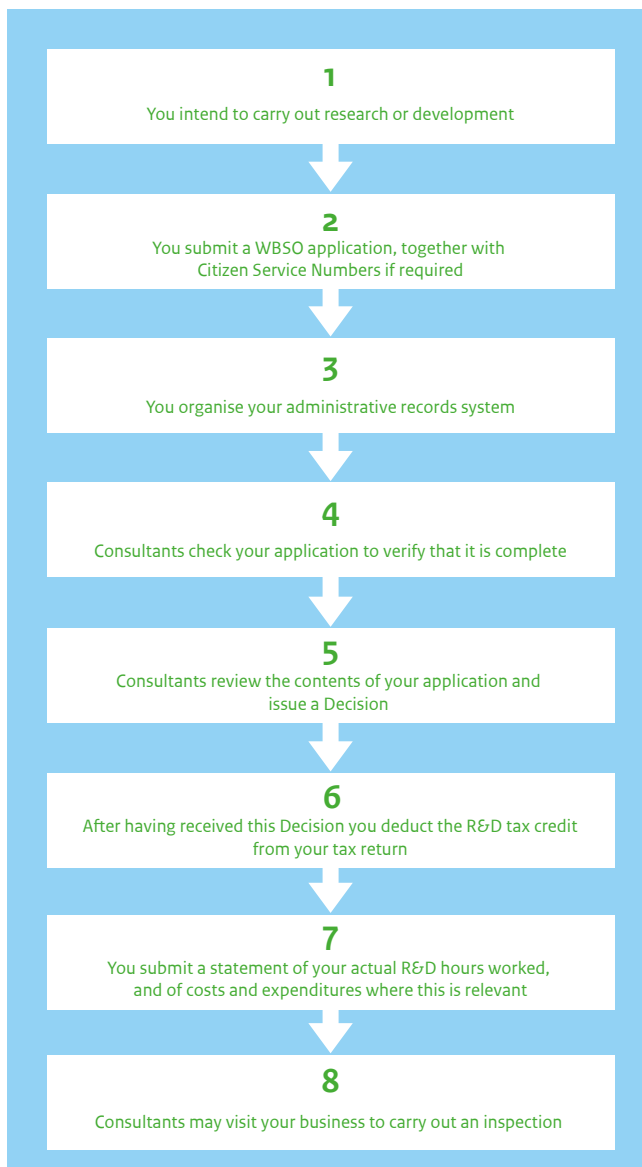 1
You intend to carry out research or development
2
You submit a WBSO application, together with
Citizen Service Numbers if required
3
You organise your administrative records system
4
Consultants check your application to verify that it is complete
5
Consultants review the contents of your application and
issue a Decision
6
After having received this Decision you deduct the R&D tax credit
from your tax return
7
You submit a statement of your actual R&D hours worked,
and of costs and expenditures where this is relevant
8
Consultants may visit your business to carry out an inspection